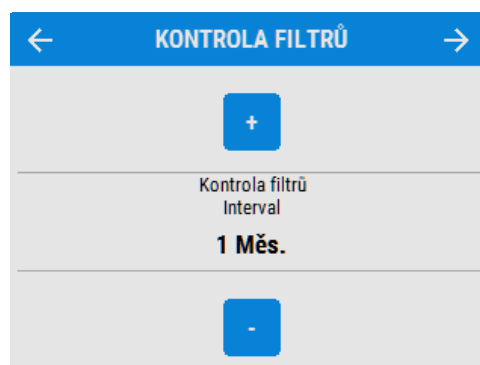 ← KONTROLA FILTRŮ →
+
Kontrola filtrů
Interval
1 Měs.
-